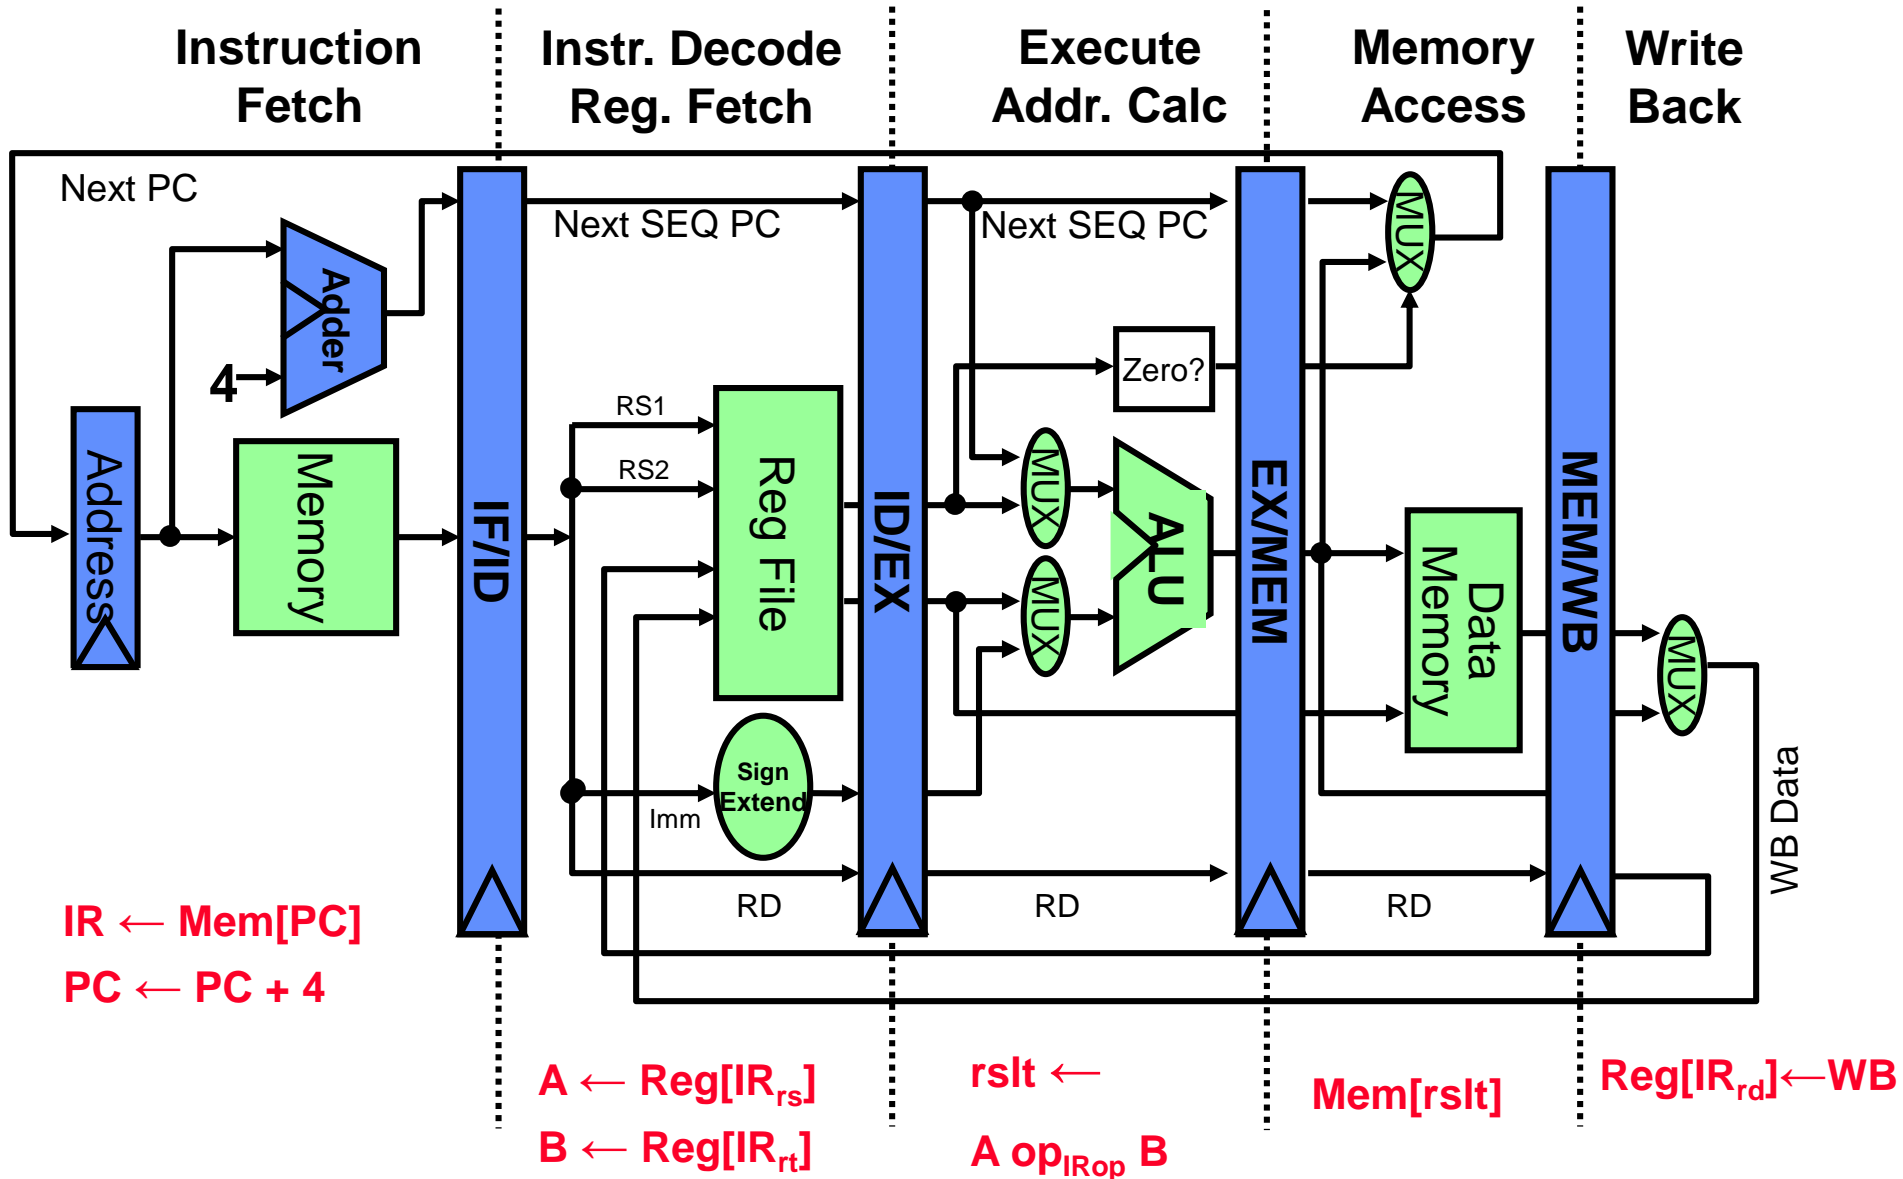 Instruction
Fetch
Instr. Decode
Reg. Fetch
Execute
Addr. Calc
Memory
Access
Write
Back
Next PC
Next SEQ PC
Next SEQ PC
MUX
Adder
4
Zero?
RS1
RS2
Address
Memory
IF/ID
Reg File
ID/EX
MUX
MUX
ALU
EX/MEM
Data
Memory
MEM/WB
MUX
Sign
Extend
Imm
WB Data
RD
RD
RD
IR ← Mem[PC]
PC ← PC + 4
A ← Reg[IRrs]
B ← Reg[IRrt]
rslt ←
A opIRop B
Mem[rslt]
Reg[IRrd]←WB